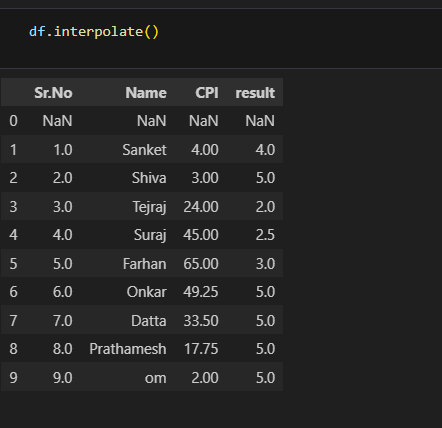 df.interpolate()
Sr.No Name CPI result
0 NaN NaN NaN NaN
1 1.0 Sanket 4.00 4.0
2 2.0 Shiva 3.00 5.0
3 3.0 Tejraj 24.00 2.0
4 4.0 Suraj 45.00 2.5
5 5.0 Farhan 65.00 3.0
6 6.0 Onkar 49.25 5.0
7 7.0 Datta 33.50 5.0
8 8.0 Prathamesh 17.75 5.0
9 9.0 om 2.00 5.0